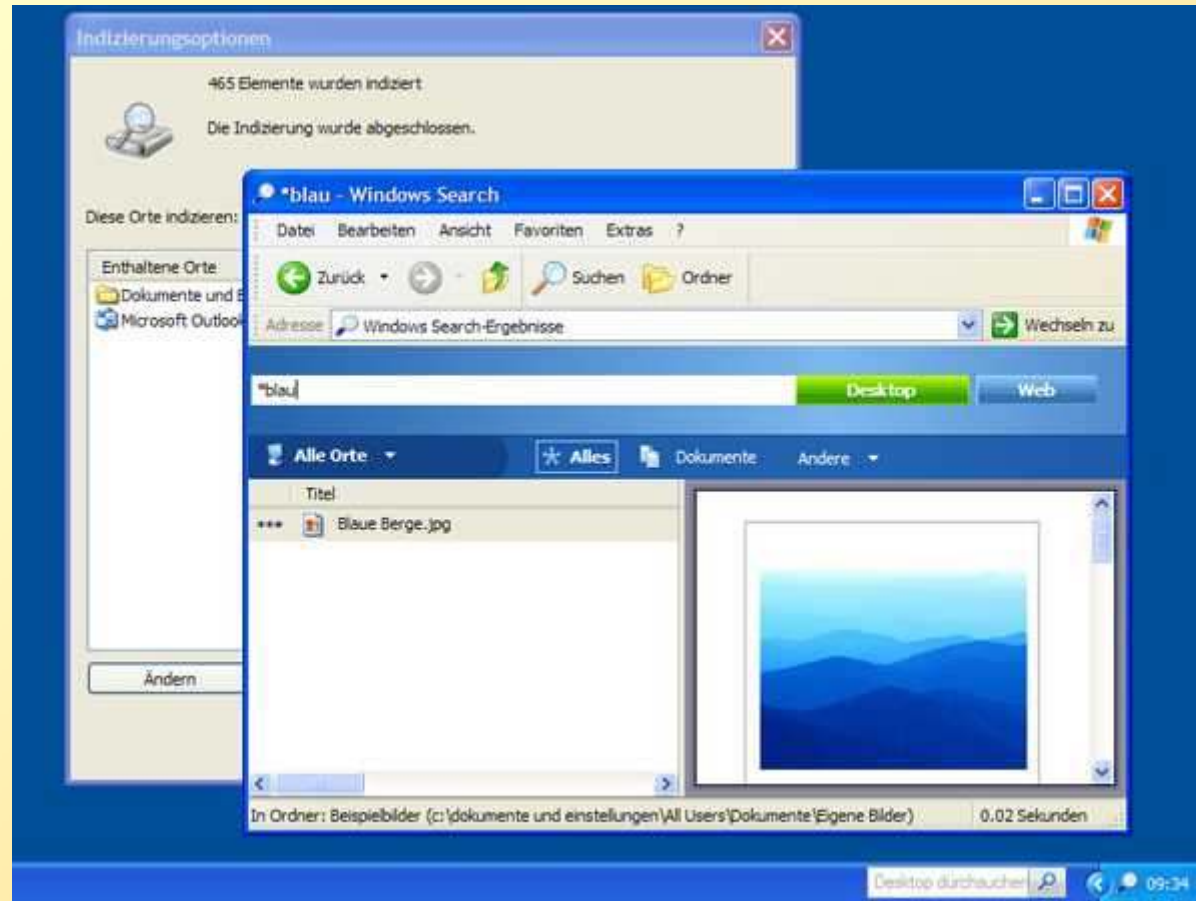 Indizierungsoptionen
465 Elemente wurden indiziert
Die Indizierung wurde abgeschlossen.
Diese Orte indizieren:
Enthaltene Orte
Dokumente und E
Microsoft Outlook
Ändern
*blau - Windows Search
Datei Bearbeiten Ansicht Favoriten Extras ?
Zurück Suchen Ordner
Adresse Windows Search-Ergebnisse Wechseln zu
*blau Desktop Web
Alle Orte Alles Dokumente Andere
Titel
Blaue Berge.jpg
In Ordner: Beispielbilder (c:\dokumente und einstellungen\All Users\Dokumente\Eigene Bilder) 0.02 Sekunden
Desktop durchsuchen 09:34